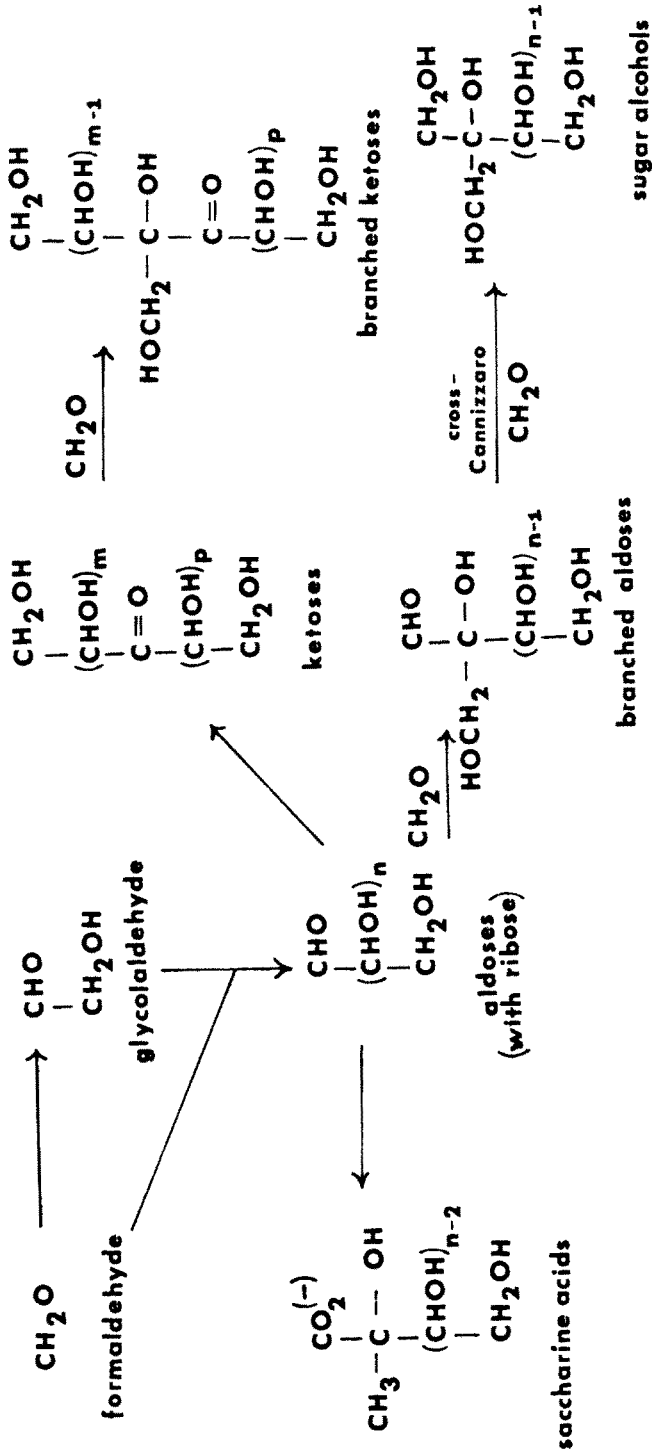 CH2O
formaldehyde
CHO
CH2OH
glycolaldehyde
CO2(-)
CH3—C—OH
(CHOH)n-2
CH2OH
saccharine acids
CHO
(CHOH)n
CH2OH
aldoses
(with ribose)
CH2OH
(CHOH)m
C=O
(CHOH)p
CH2OH
ketoses
CH2O
CH2OH
(CHOH)m-1
HOCH2—C—OH
C=O
(CHOH)p
CH2OH
branched ketoses
CH2O
CHO
HOCH2—C—OH
(CHOH)n-1
CH2OH
branched aldoses
cross-
Cannizzaro
CH2O
CH2OH
HOCH2—C—OH
(CHOH)n-1
CH2OH
sugar alcohols